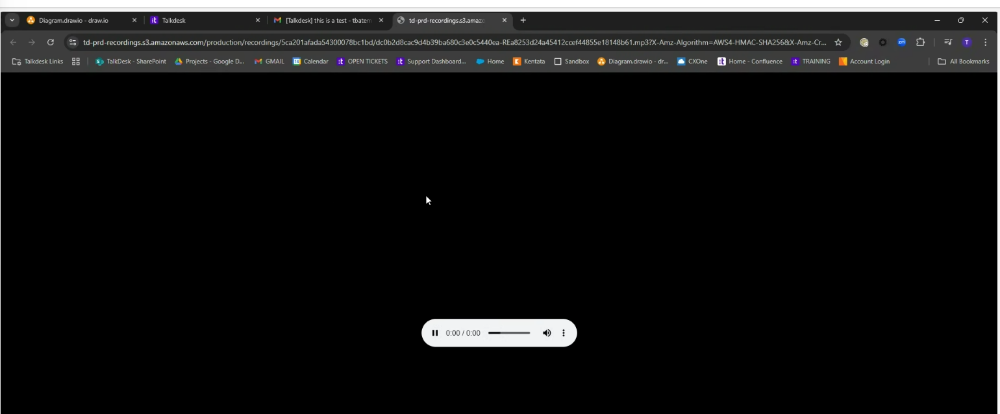 Diagram.drawio - draw.io
Talkdesk
[Talkdesk] this is a test - tbatem
td-prd-recordings.s3.amazo
td-prd-recordings.s3.amazonaws.com/production/recordings/5ca201afada54300078bc1bd/dc0b2d8cac9d4b39ba680c3e0c5440ea-REa8253d24a45412ccef44855e18148b61.mp3?X-Amz-Algorithm=AWS4-HMAC-SHA256&X-Amz-Cr...
zm
T
Talkdesk Links
TalkDesk - SharePoint
Projects - Google D...
GMAIL
Calendar
OPEN TICKETS
Support Dashboard...
Home
Kentata
Sandbox
Diagram.drawio - dr...
CXOne
Home - Confluence
TRAINING
Account Login
All Bookmarks
0:00 / 0:00